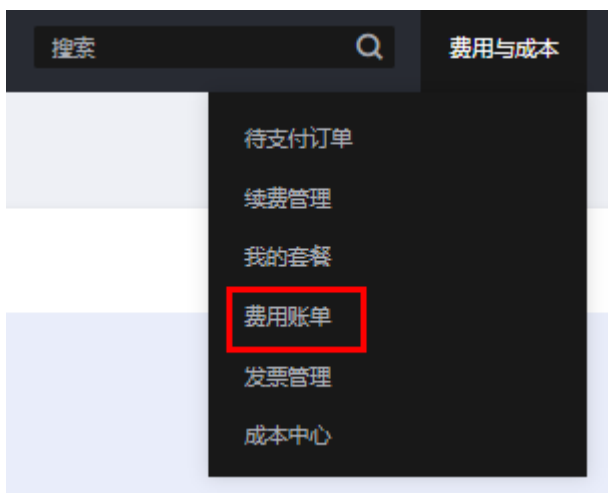 搜索
费用与成本
待支付订单
续费管理
我的套餐
费用账单
发票管理
成本中心